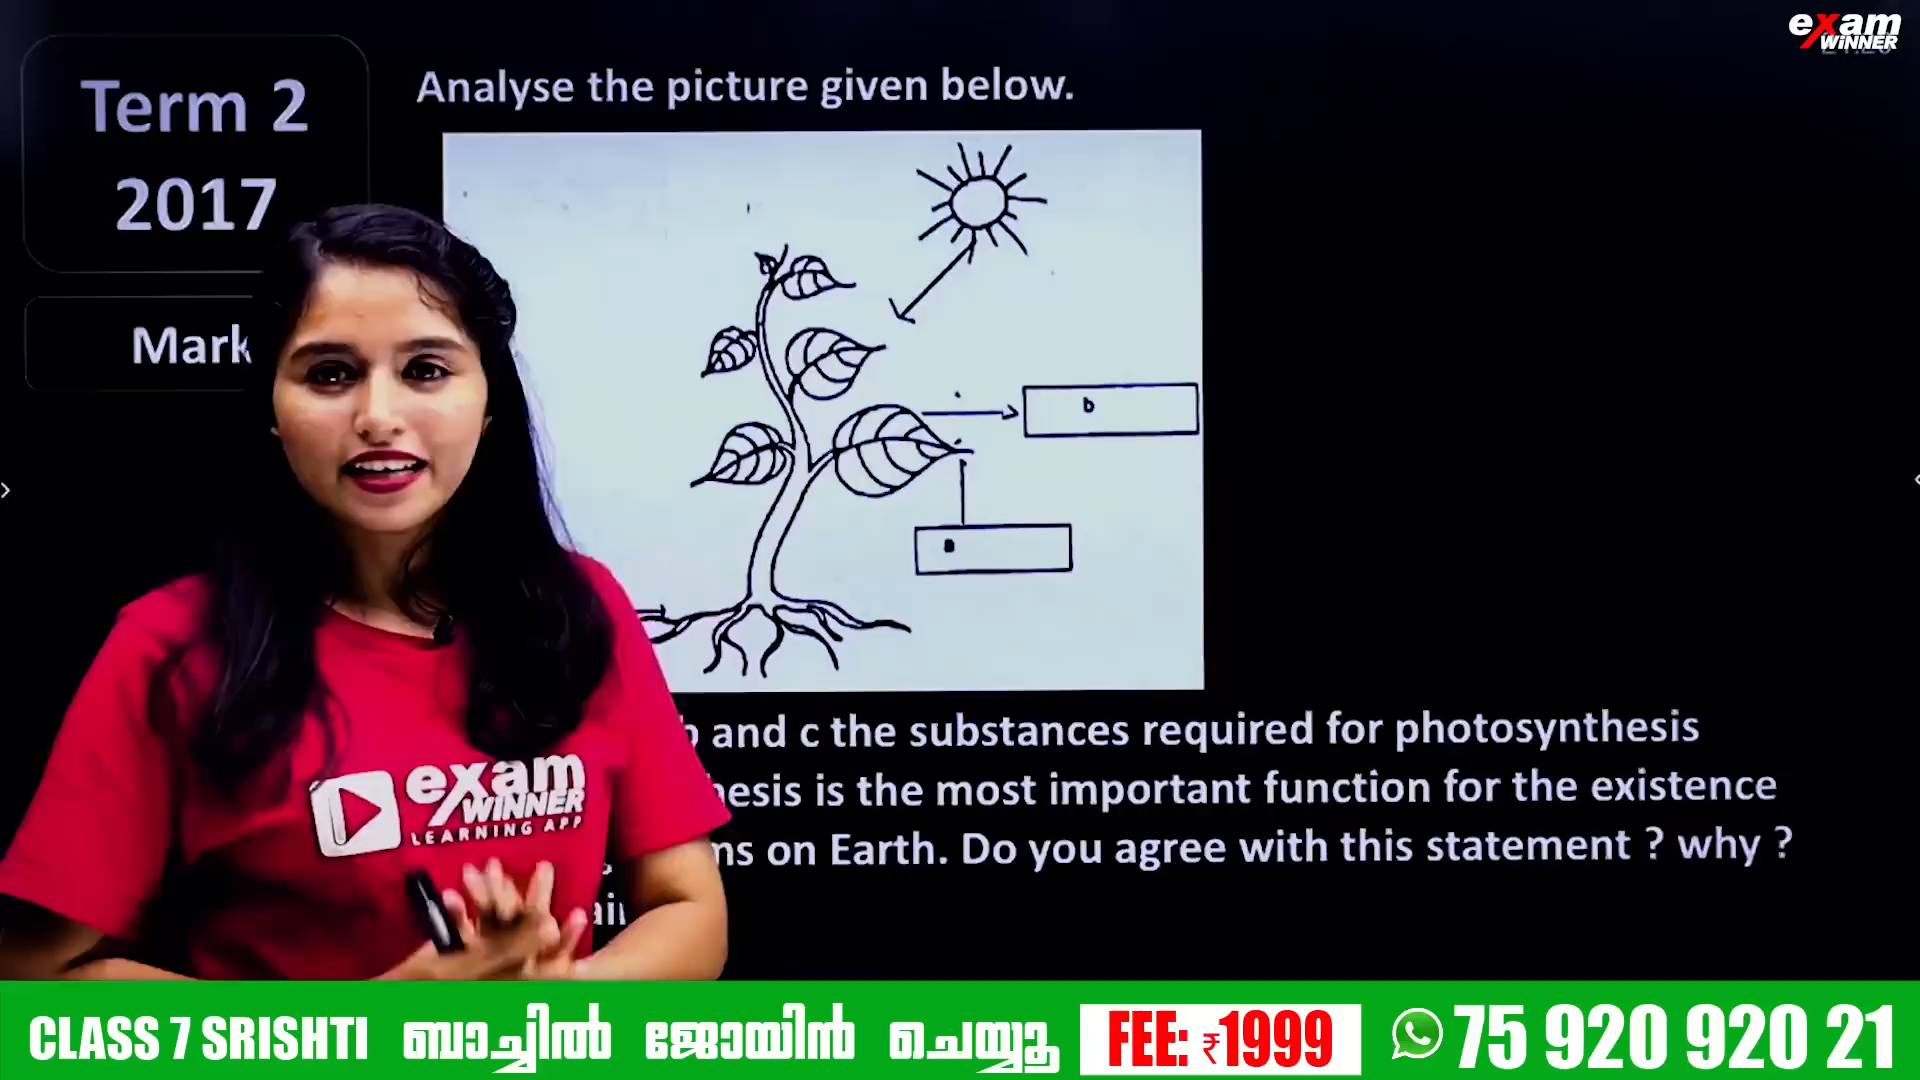 exam
WINNER
Term 2
2017
Mark
Analyse the picture given below.
b
a
b and c the substances required for photosynthesis
hesis is the most important function for the existence
ms on Earth. Do you agree with this statement ? why ?
exam
WINNER
LEARNING APP
CLASS 7 SRISHTI ബാച്ചിൽ ജോയിൻ ചെയ്യൂ
FEE: ₹1999
75 920 920 21